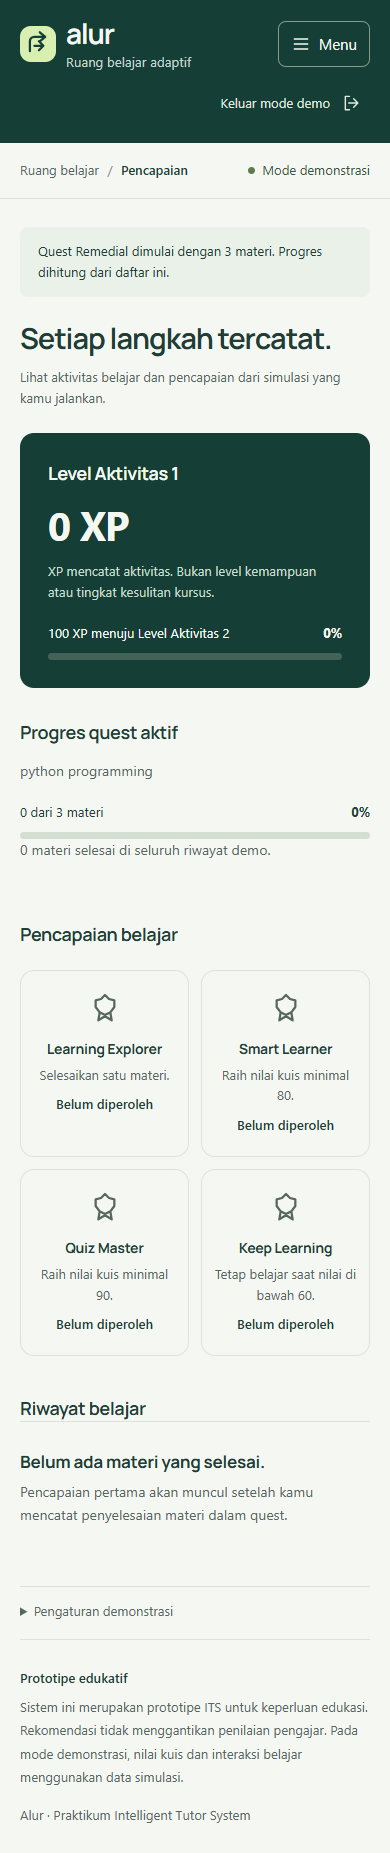 alur
Ruang belajar adaptif
Menu
Keluar mode demo
Ruang belajar / Pencapaian
Mode demonstrasi
Quest Remedial dimulai dengan 3 materi. Progres
dihitung dari daftar ini.
Setiap langkah tercatat.
Lihat aktivitas belajar dan pencapaian dari simulasi yang
kamu jalankan.
Level Aktivitas 1
0 XP
XP mencatat aktivitas. Bukan level kemampuan
atau tingkat kesulitan kursus.
100 XP menuju Level Aktivitas 2 0%
Progres quest aktif
python programming
0 dari 3 materi 0%
0 materi selesai di seluruh riwayat demo.
Pencapaian belajar
Learning Explorer
Selesaikan satu materi.
Belum diperoleh
Smart Learner
Raih nilai kuis minimal
80.
Belum diperoleh
Quiz Master
Raih nilai kuis minimal
90.
Belum diperoleh
Keep Learning
Tetap belajar saat nilai di
bawah 60.
Belum diperoleh
Riwayat belajar
Belum ada materi yang selesai.
Pencapaian pertama akan muncul setelah kamu
mencatat penyelesaian materi dalam quest.
Pengaturan demonstrasi
Prototipe edukatif
Sistem ini merupakan prototipe ITS untuk keperluan edukasi.
Rekomendasi tidak menggantikan penilaian pengajar. Pada
mode demonstrasi, nilai kuis dan interaksi belajar
menggunakan data simulasi.
Alur · Praktikum Intelligent Tutor System